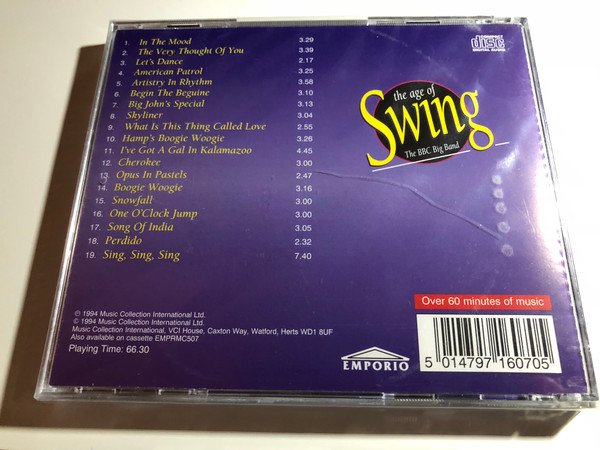 1. In The Mood 3.29
2. The Very Thought Of You 3.39
3. Let's Dance 2.17
4. American Patrol 3.25
5. Artistry In Rhythm 3.58
6. Begin The Beguine 3.10
7. Big John's Special 3.13
8. Skyliner 3.04
9. What Is This Thing Called Love 2.55
10. Hamp's Boogie Woogie 3.26
11. I've Got A Gal In Kalamazoo 4.45
12. Cherokee 3.00
13. Opus In Pastels 2.47
14. Boogie Woogie 3.16
15. Snowfall 3.00
16. One O'Clock Jump 3.00
17. Song Of India 3.05
18. Perdido 2.32
19. Sing, Sing, Sing 7.40
COMPACT
disc
DIGITAL AUDIO
the age of
Swing
The BBC Big Band
℗ 1994 Music Collection International Ltd.
© 1994 Music Collection International Ltd.
Music Collection International, VCI House, Caxton Way, Watford, Herts WD1 8UF
Also available on cassette EMPRMC507
Playing Time: 66.30
EMPORIO
Over 60 minutes of music
5 014797 160705